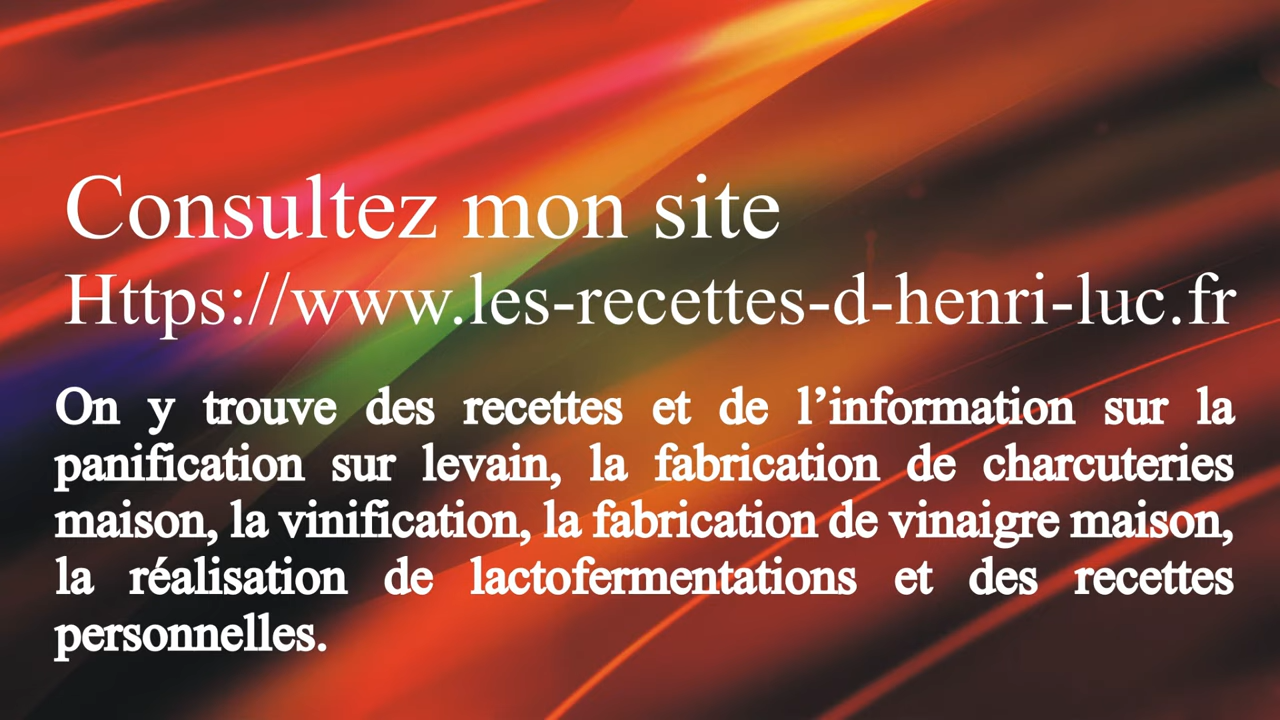 Consultez mon site
Https://www.les-recettes-d-henri-luc.fr
On y trouve des recettes et de l’information sur la
panification sur levain, la fabrication de charcuteries
maison, la vinification, la fabrication de vinaigre maison,
la réalisation de lactofermentations et des recettes
personnelles.